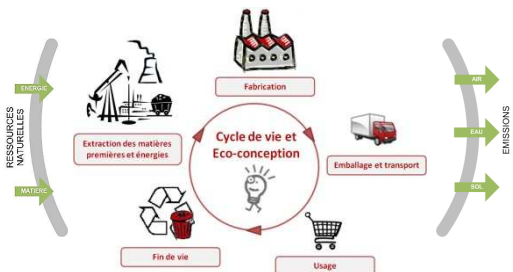 RESSOURCES
NATURELLES
ENERGIE
MATIERE
Fabrication
Extraction des matières
premières et énergies
Cycle de vie et
Eco-conception
Emballage et transport
Fin de vie
Usage
AIR
EAU
SOL
EMISSIONS